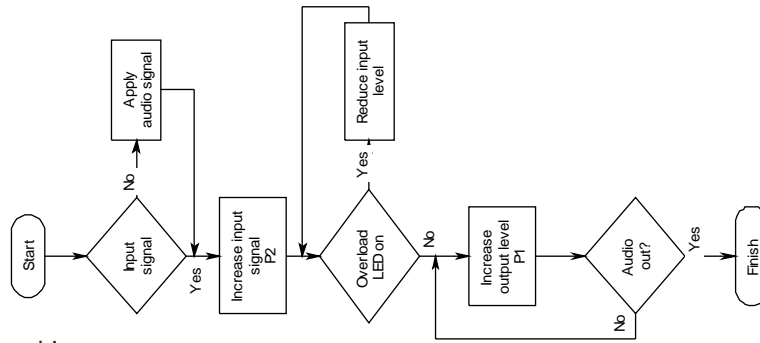 Start
Input
signal
No
Apply
audio signal
Yes
Increase input
signal
P2
Overload
LED on
Yes
Reduce input
level
No
Increase
output level
P1
Audio
out?
No
Yes
Finish